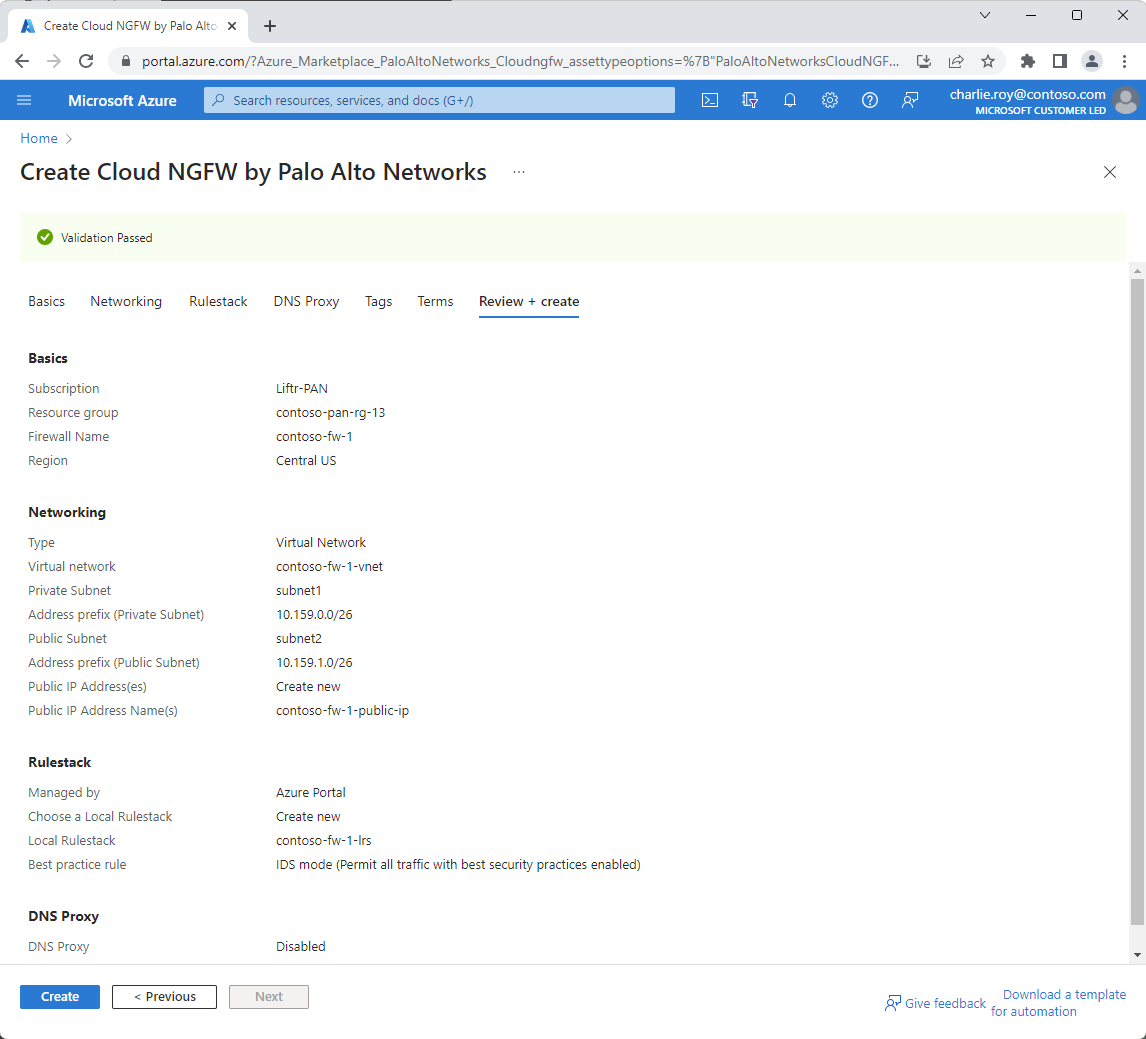 Create Cloud NGFW by Palo Alto
portal.azure.com/?Azure_Marketplace_PaloAltoNetworks_Cloudngfw_assettypeoptions=%7B"PaloAltoNetworksCloudNGF...
Microsoft Azure
Search resources, services, and docs (G+/)
charlie.roy@contoso.com
MICROSOFT CUSTOMER LED
Home
Create Cloud NGFW by Palo Alto Networks ...
Validation Passed
Basics Networking Rulestack DNS Proxy Tags Terms Review + create
Basics
Subscription Liftr-PAN
Resource group contoso-pan-rg-13
Firewall Name contoso-fw-1
Region Central US
Networking
Type Virtual Network
Virtual network contoso-fw-1-vnet
Private Subnet subnet1
Address prefix (Private Subnet) 10.159.0.0/26
Public Subnet subnet2
Address prefix (Public Subnet) 10.159.1.0/26
Public IP Address(es) Create new
Public IP Address Name(s) contoso-fw-1-public-ip
Rulestack
Managed by Azure Portal
Choose a Local Rulestack Create new
Local Rulestack contoso-fw-1-lrs
Best practice rule IDS mode (Permit all traffic with best security practices enabled)
DNS Proxy
DNS Proxy Disabled
Create < Previous Next
Give feedback
Download a template
for automation